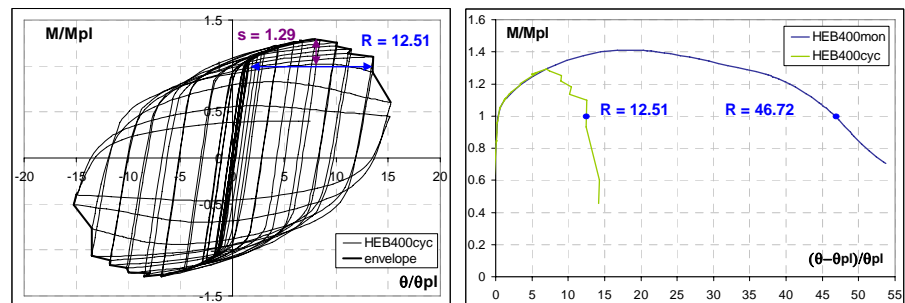 1.5
M/Mpl
s = 1.29
R = 12.51
0.5
0
-20 -15 -10 -5 0 5 10 15 20
-0.5
HEB400cyc
envelope
θ/θpl
-1.5
1.6
M/Mpl
HEB400mon
HEB400cyc
1.4
1.2
1
R = 12.51
R = 46.72
0.8
0.6
0.4
0.2
(θ-θpl)/θpl
0
0 5 10 15 20 25 30 35 40 45 50 55